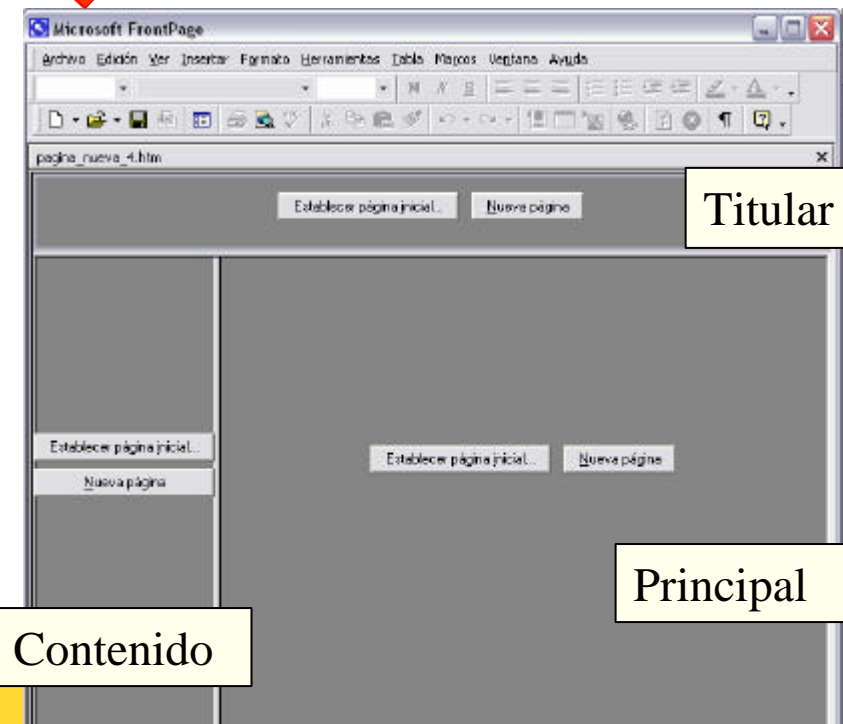 Microsoft FrontPage
Archivo Edición Ver Insertar Formato Herramientas Tabla Marcos Ventana Ayuda
N K S
pagina_nueva_4.htm
Establecer página inicial... Nueva página
Titular
Establecer página inicial...
Nueva página
Establecer página inicial... Nueva página
Principal
Contenido